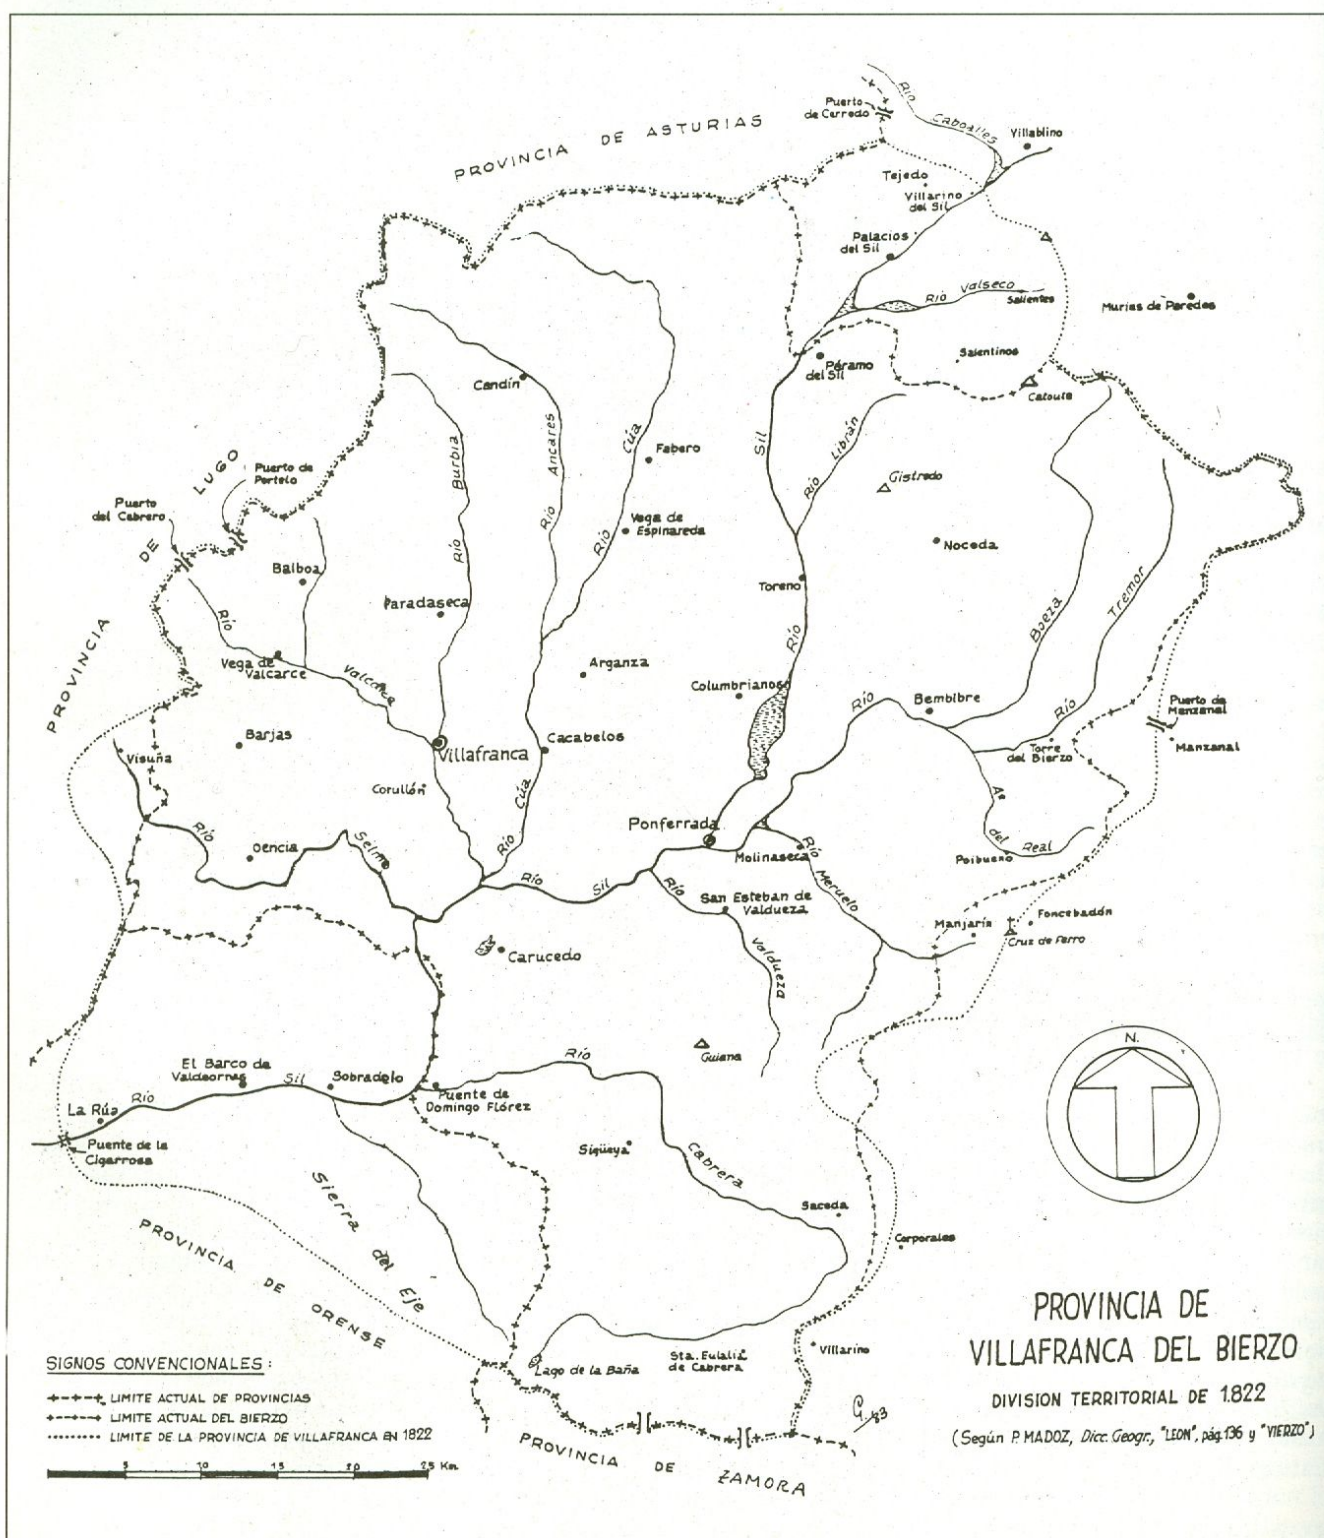 PROVINCIA DE ASTURIAS
Puerto
de Cerredo
Río
Caboalles
Villablino
Tejedo
Villarino
del Sil
Palacios
del Sil
Río Valseco
Salientes
Murias de Paredes
Páramo
del Sil
Salentinos
Catoute
Candín
Río Burbia
Río Ancares
Río Cúa
Fabero
Sil
Río Librán
Gistredo
PROVINCIA DE LUGO
Puerto de
Portelo
Puerto
del Cabrero
Vega de
Espinareda
Noceda
Balboa
Paradaseca
Toreno
Río
Río Valcarce
Vega de
Valcarce
Arganza
Columbrianos
Boeza
Tremor
Río
Bembibre
Río
Puerto de
Manzanal
Manzanal
Torre
del Bierzo
Visuña
Barjas
Villafranca
Cacabelos
Corullón
Río Cúa
Aº del Real
Río Selmo
Oencia
Ponferrada
Molinaseca
Río Meruelo
Poibueno
Río Sil
Río Valdueza
San Esteban de
Valdueza
Manjarín
Foncebadón
Cruz de Ferro
Carucedo
Guiana
N.
El Barco de
Valdeorras
Sobradelo
Río Sil
La Rúa
Puente de la
Cigarrosa
Puente de
Domingo Flórez
Río Cabrera
Sigüeya
Saceda
Corporales
Sierra del Eje
PROVINCIA DE ORENSE
Lago de la Baña
Sta. Eulalia
de Cabrera
Villarino
PROVINCIA DE ZAMORA
G. 83
PROVINCIA DE
VILLAFRANCA DEL BIERZO
DIVISION TERRITORIAL DE 1.822
(Según P. MADOZ, Dicc. Geogr., "LEON", pág. 136 y "VIERZO")
SIGNOS CONVENCIONALES:
LIMITE ACTUAL DE PROVINCIAS
LIMITE ACTUAL DEL BIERZO
LIMITE DE LA PROVINCIA DE VILLAFRANCA EN 1822
5 10 15 20 25 Km.